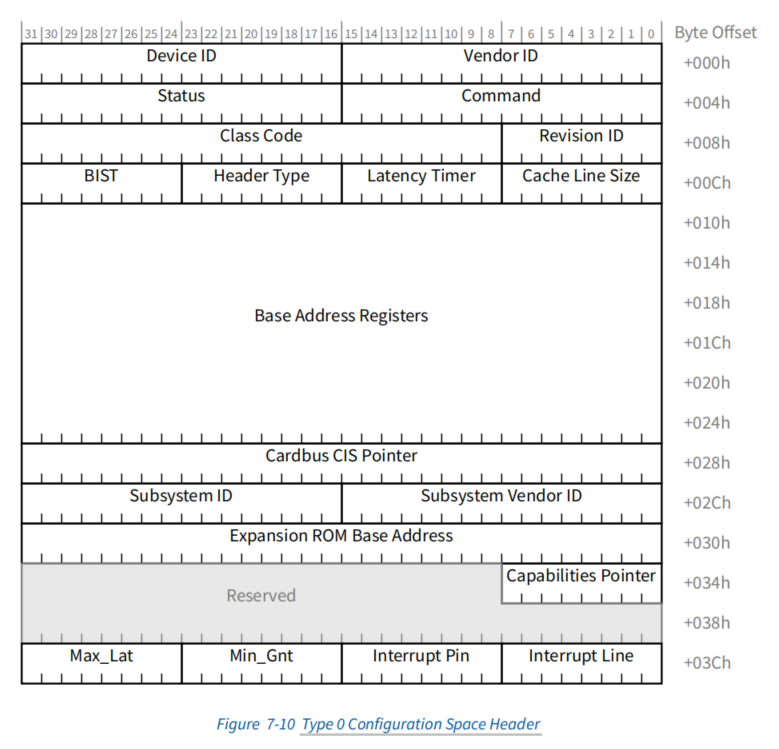 31 30 29 28 27 26 25 24 23 22 21 20 19 18 17 16 15 14 13 12 11 10 9 8 7 6 5 4 3 2 1 0 Byte Offset
Device ID Vendor ID +000h
Status Command +004h
Class Code Revision ID +008h
BIST Header Type Latency Timer Cache Line Size +00Ch
+010h
+014h
+018h
Base Address Registers
+01Ch
+020h
+024h
Cardbus CIS Pointer +028h
Subsystem ID Subsystem Vendor ID +02Ch
Expansion ROM Base Address +030h
Capabilities Pointer +034h
Reserved
+038h
Max_Lat Min_Gnt Interrupt Pin Interrupt Line +03Ch
Figure 7-10 Type 0 Configuration Space Header